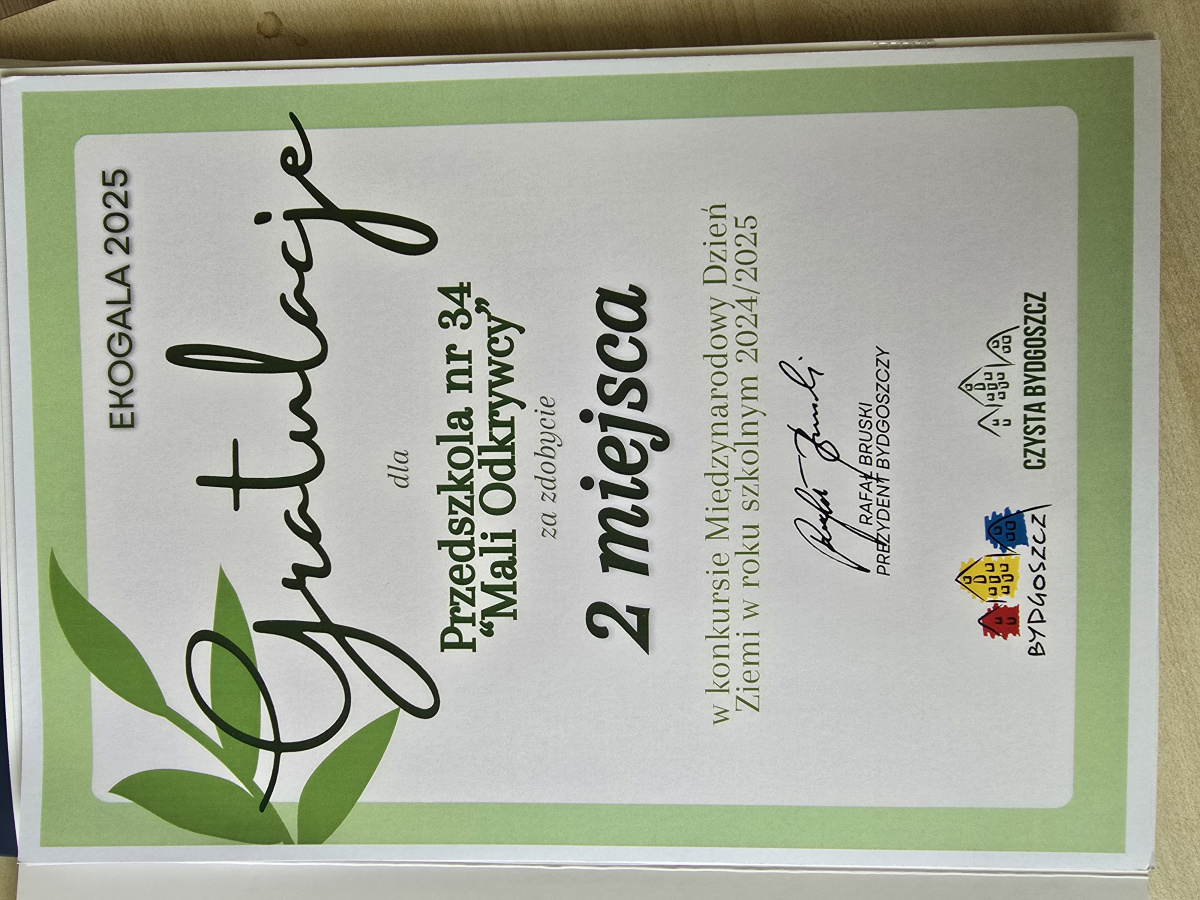 EKOGALA 2025
Gratulacje
dla
Przedszkola nr 34
“Mali Odkrywcy”
za zdobycie
2 miejsca
w konkursie Międzynarodowy Dzień
Ziemi w roku szkolnym 2024/2025
RAFAŁ BRUSKI
PREZYDENT BYDGOSZCZY
BYDGOSZCZ
CZYSTA BYDGOSZCZ